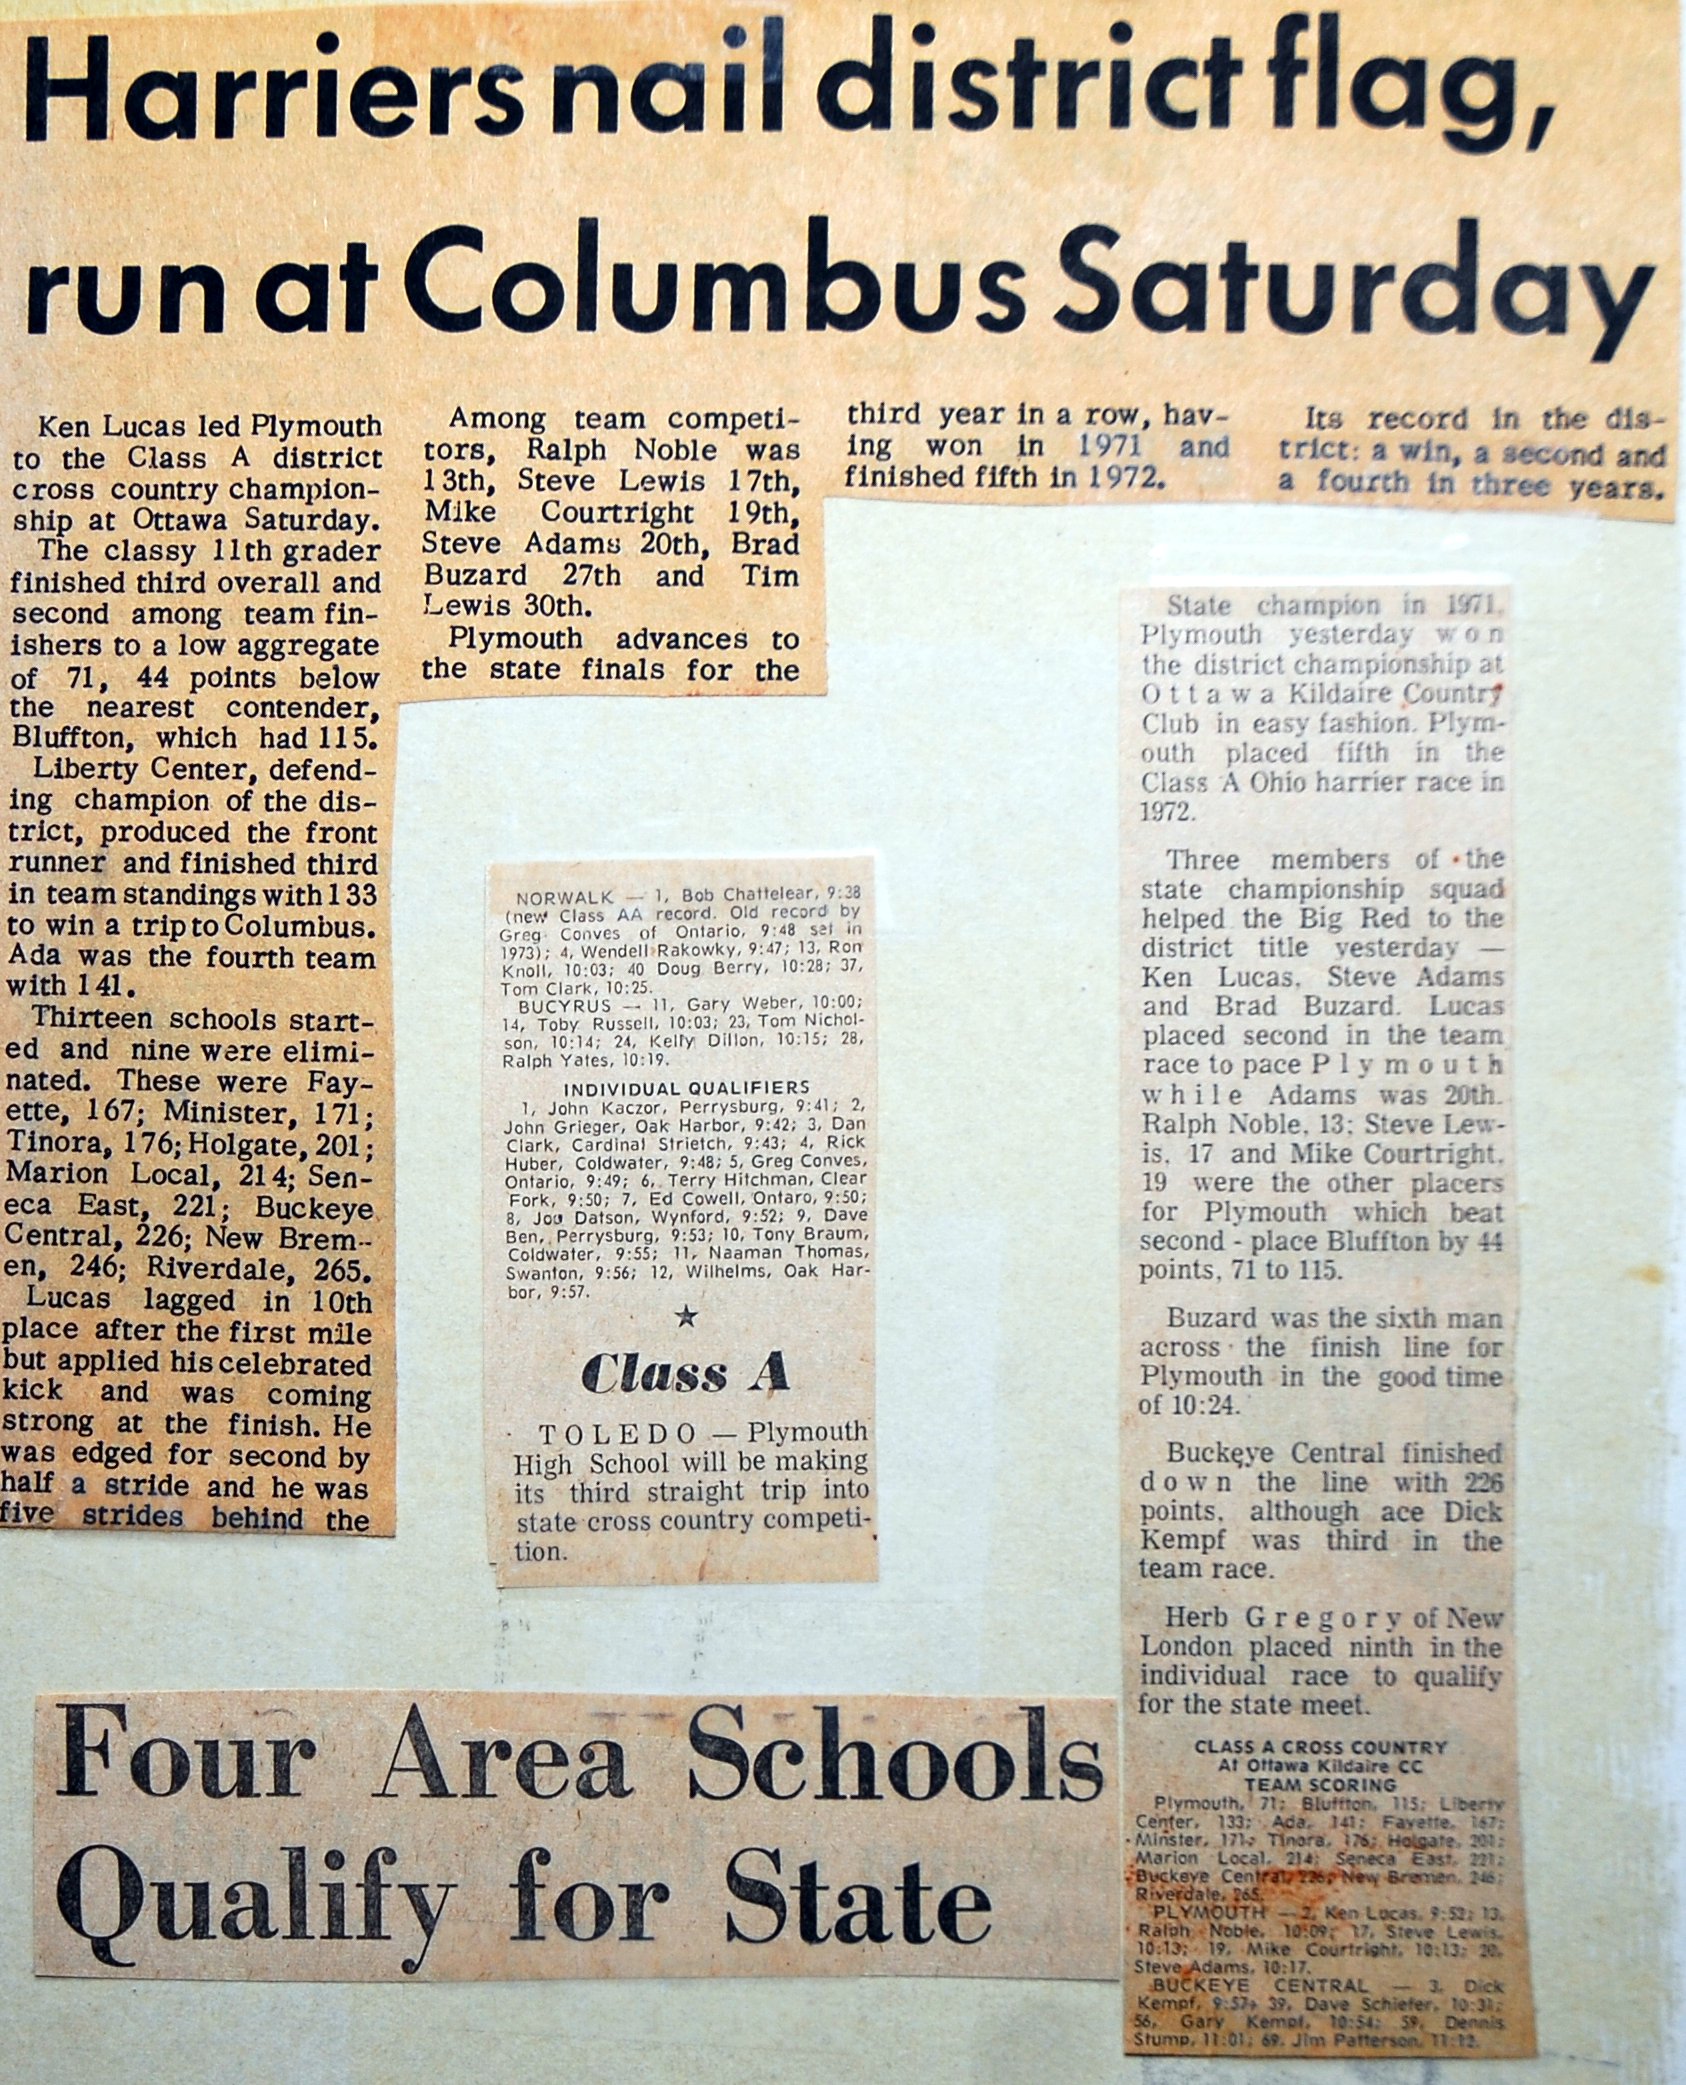 Harriers nail district flag,
run at Columbus Saturday
Ken Lucas led Plymouth
to the Class A district
cross country champion-
ship at Ottawa Saturday.
The classy 11th grader
finished third overall and
second among team fin-
ishers to a low aggregate
of 71, 44 points below
the nearest contender,
Bluffton, which had 115.
Liberty Center, defend-
ing champion of the dis-
trict, produced the front
runner and finished third
in team standings with 133
to win a trip to Columbus.
Ada was the fourth team
with 141.
Thirteen schools start-
ed and nine were elimi-
nated. These were Fay-
ette, 167; Minister, 171;
Tinora, 176; Holgate, 201;
Marion Local, 214; Sen-
eca East, 221; Buckeye
Central, 226; New Brem-
en, 246; Riverdale, 265.
Lucas lagged in 10th
place after the first mile
but applied his celebrated
kick and was coming
strong at the finish. He
was edged for second by
half a stride and he was
five strides behind the
Among team competi-
tors, Ralph Noble was
13th, Steve Lewis 17th,
Mike Courtright 19th,
Steve Adams 20th, Brad
Buzard 27th and Tim
Lewis 30th.
Plymouth advances to
the state finals for the
third year in a row, hav-
ing won in 1971 and
finished fifth in 1972.
Its record in the dis-
trict: a win, a second and
a fourth in three years.
NORWALK — 1, Bob Chattelear, 9:38
(new Class AA record. Old record by
Greg Conves of Ontario, 9:48 set in
1973); 4, Wendell Rakowky, 9:47; 13, Ron
Knoll, 10:03; 40 Doug Berry, 10:28; 37,
Tom Clark, 10:25.
BUCYRUS — 11, Gary Weber, 10:00;
14, Toby Russell, 10:03; 23, Tom Nichol-
son, 10:14; 24, Kelly Dillon, 10:15; 28,
Ralph Yates, 10:19.
INDIVIDUAL QUALIFIERS
1, John Kaczor, Perrysburg, 9:41; 2,
John Grieger, Oak Harbor, 9:42; 3, Dan
Clark, Cardinal Strietch, 9:43; 4, Rick
Huber, Coldwater, 9:48; 5, Greg Conves,
Ontario, 9:49; 6, Terry Hitchman, Clear
Fork, 9:50; 7, Ed Cowell, Ontaro, 9:50;
8, Jou Datson, Wynford, 9:52; 9, Dave
Ben, Perrysburg, 9:53; 10, Tony Braum,
Coldwater, 9:55; 11, Naaman Thomas,
Swanton, 9:56; 12, Wilhelms, Oak Har-
bor, 9:57.
★
Class A
TOLEDO — Plymouth
High School will be making
its third straight trip into
state cross country competi-
tion.
Four Area Schools
Qualify for State
State champion in 1971,
Plymouth yesterday won
the district championship at
Ottawa Kildaire Country
Club in easy fashion. Plym-
outh placed fifth in the
Class A Ohio harrier race in
1972.
Three members of the
state championship squad
helped the Big Red to the
district title yesterday —
Ken Lucas, Steve Adams
and Brad Buzard. Lucas
placed second in the team
race to pace Plymouth
while Adams was 20th.
Ralph Noble, 13; Steve Lew-
is, 17 and Mike Courtright,
19 were the other placers
for Plymouth which beat
second - place Bluffton by 44
points, 71 to 115.
Buzard was the sixth man
across the finish line for
Plymouth in the good time
of 10:24.
Buckeye Central finished
down the line with 226
points, although ace Dick
Kempf was third in the
team race.
Herb Gregory of New
London placed ninth in the
individual race to qualify
for the state meet.
CLASS A CROSS COUNTRY
At Ottawa Kildaire CC
TEAM SCORING
Plymouth, 71; Bluffton, 115; Liberty
Center, 133; Ada, 141; Fayette, 167;
Minster, 171; Tinora, 176; Holgate, 201;
Marion Local, 214; Seneca East, 221;
Buckeye Central, 226; New Bremen, 246;
Riverdale, 265.
PLYMOUTH — 2, Ken Lucas, 9:52; 13,
Ralph Noble, 10:09; 17, Steve Lewis,
10:13; 19, Mike Courtright, 10:13; 20,
Steve Adams, 10:17.
BUCKEYE CENTRAL — 3, Dick
Kempf, 9:57; 39, Dave Schiefer, 10:31;
56, Gary Kempf, 10:54; 59, Dennis
Stump, 11:01; 69, Jim Patterson, 11:12.